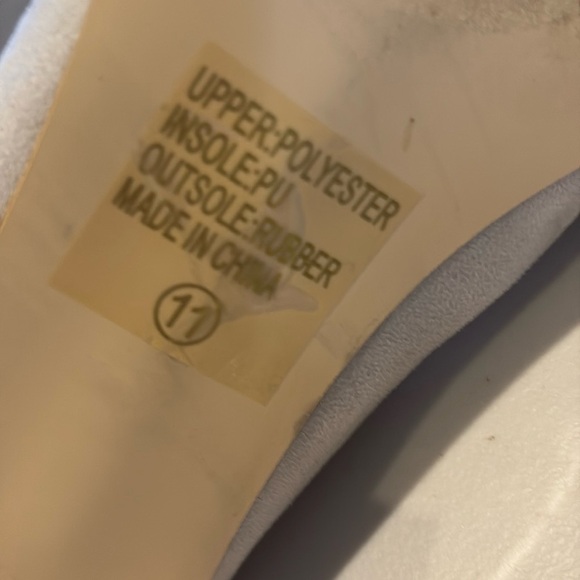 UPPER:POLYESTER
INSOLE:PU
OUTSOLE:RUBBER
MADE IN CHINA
11